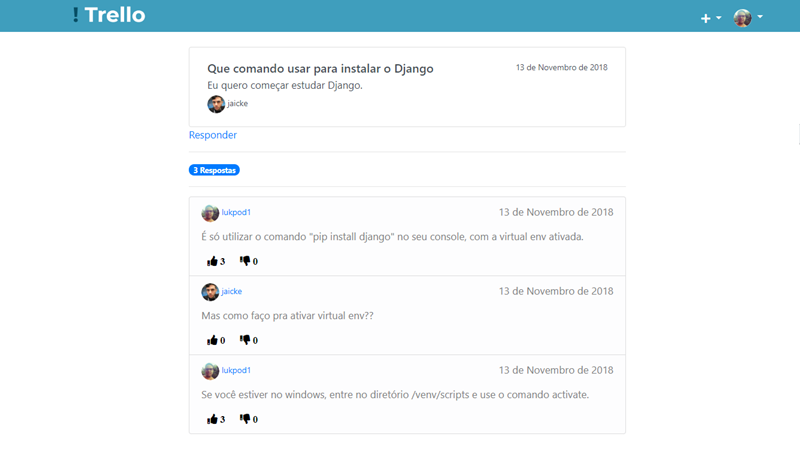 ! Trello
+
Que comando usar para instalar o Django
13 de Novembro de 2018
Eu quero começar estudar Django.
jaicke
Responder
3 Respostas
lukpod1
13 de Novembro de 2018
É só utilizar o comando "pip install django" no seu console, com a virtual env ativada.
3 0
jaicke
13 de Novembro de 2018
Mas como faço pra ativar virtual env??
0 0
lukpod1
13 de Novembro de 2018
Se você estiver no windows, entre no diretório /venv/scripts e use o comando activate.
3 0